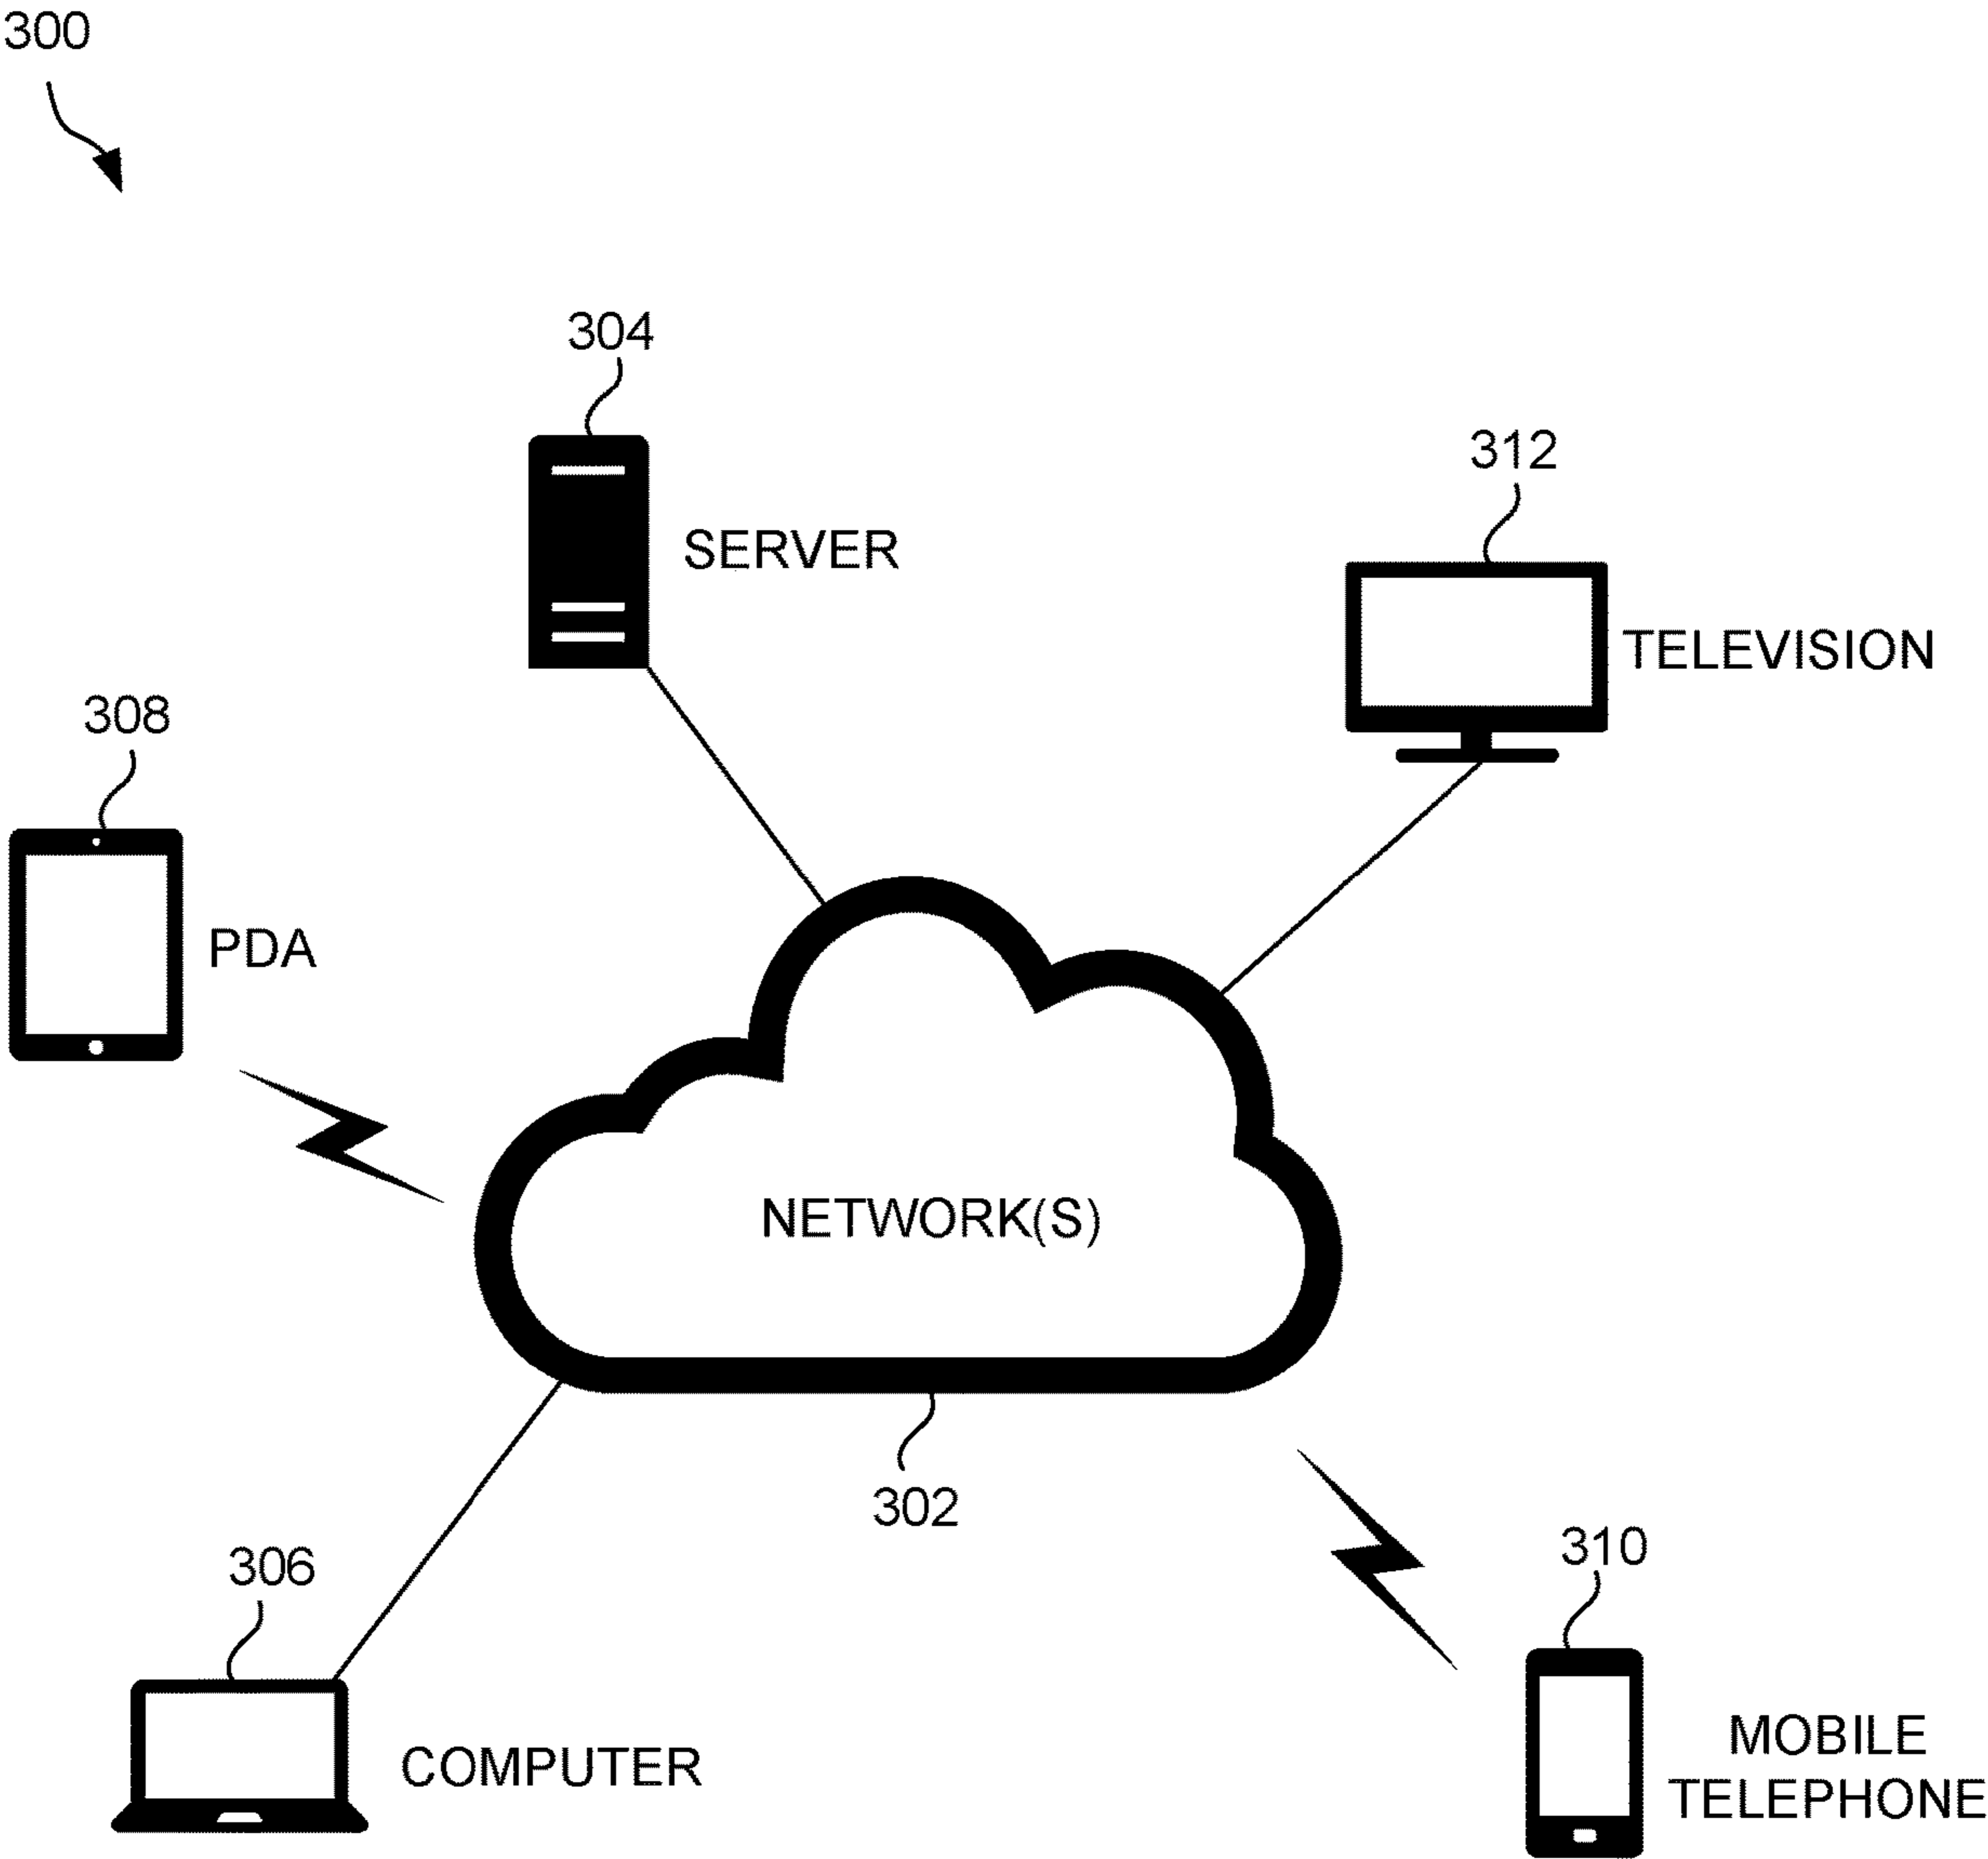 300
304
SERVER
312
TELEVISION
308
PDA
NETWORK(S)
302
306
COMPUTER
310
MOBILE
TELEPHONE